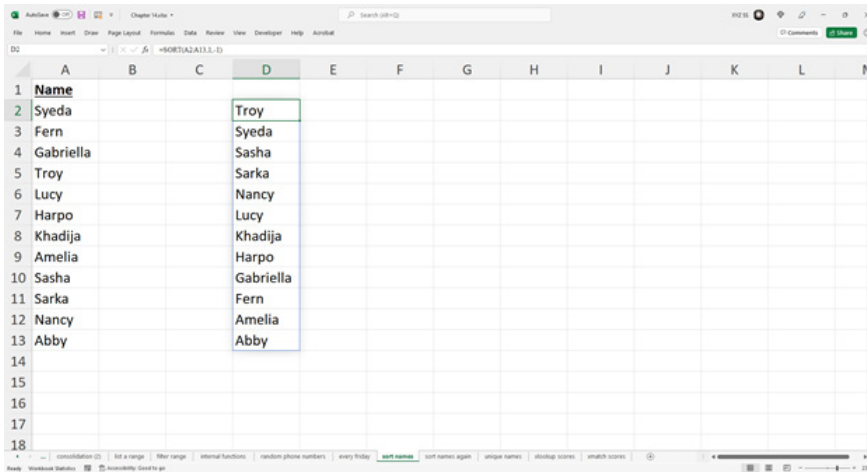 AutoSave Off Chapter 14.xlsx Search (Alt+Q) XYZ SL
File Home Insert Draw Page Layout Formulas Data Review View Developer Help Acrobat Comments Share
D2 fx =SORT(A2:A13,1,-1)
A B C D E F G H I J K L
1 Name
2 Syeda Troy
3 Fern Syeda
4 Gabriella Sasha
5 Troy Sarka
6 Lucy Nancy
7 Harpo Lucy
8 Khadija Khadija
9 Amelia Harpo
10 Sasha Gabriella
11 Sarka Fern
12 Nancy Amelia
13 Abby Abby
14
15
16
17
18
... consolidation (2) list a range filter range internal functions random phone numbers every friday sort names sort names again unique names xlookup scores xmatch scores
Ready Workbook Statistics Accessibility: Good to go